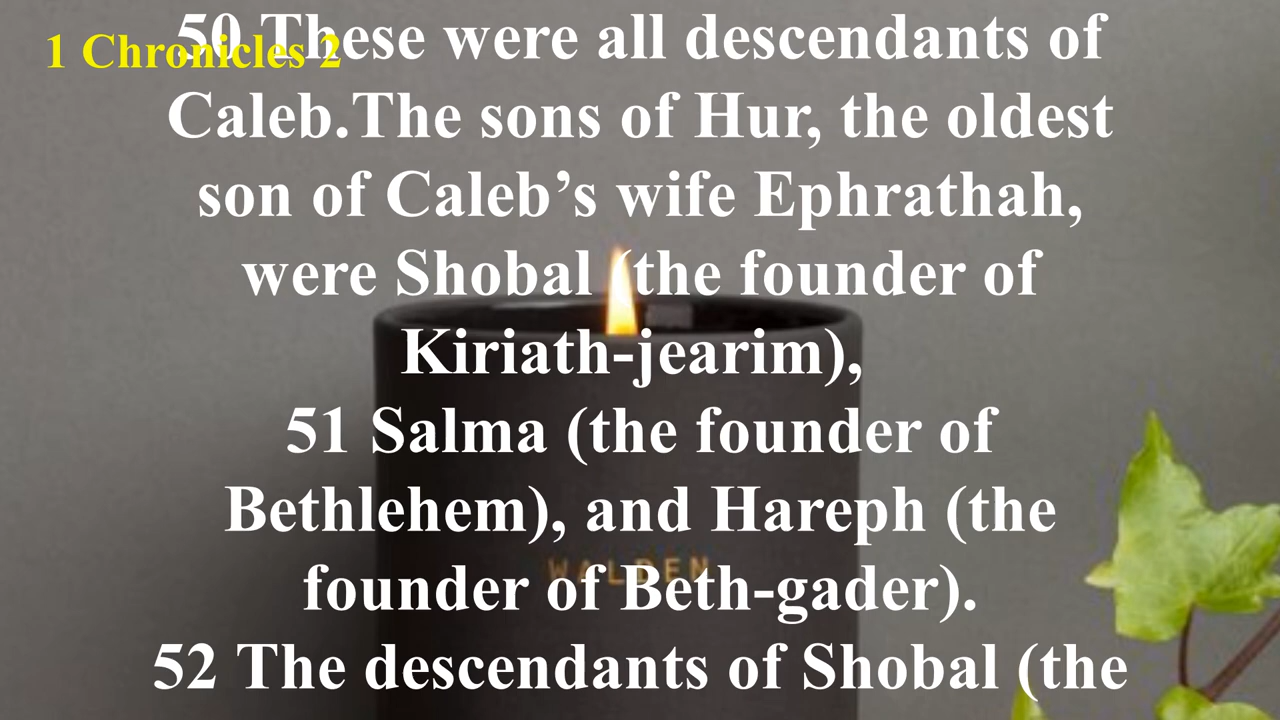 1 Chronicles 2
50 These were all descendants of
Caleb.The sons of Hur, the oldest
son of Caleb’s wife Ephrathah,
were Shobal (the founder of
Kiriath-jearim),
51 Salma (the founder of
Bethlehem), and Hareph (the
founder of Beth-gader).
52 The descendants of Shobal (the
WALDEN